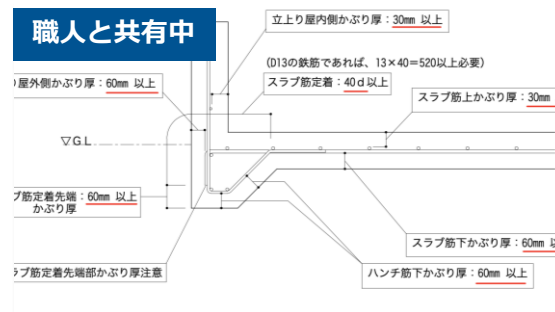 職人と共有中
立上り屋内側かぶり厚：30mm 以上
(D13の鉄筋であれば、13×40=520以上必要)
り屋外側かぶり厚：60mm 以上
スラブ筋定着：40d以上
スラブ筋上かぶり厚：30mm
▽GL
ブ筋定着先端：60mm 以上
かぶり厚
スラブ筋下かぶり厚：60mm 以
ラブ筋定着先端部かぶり厚注意
ハンチ筋下かぶり厚：60mm 以上